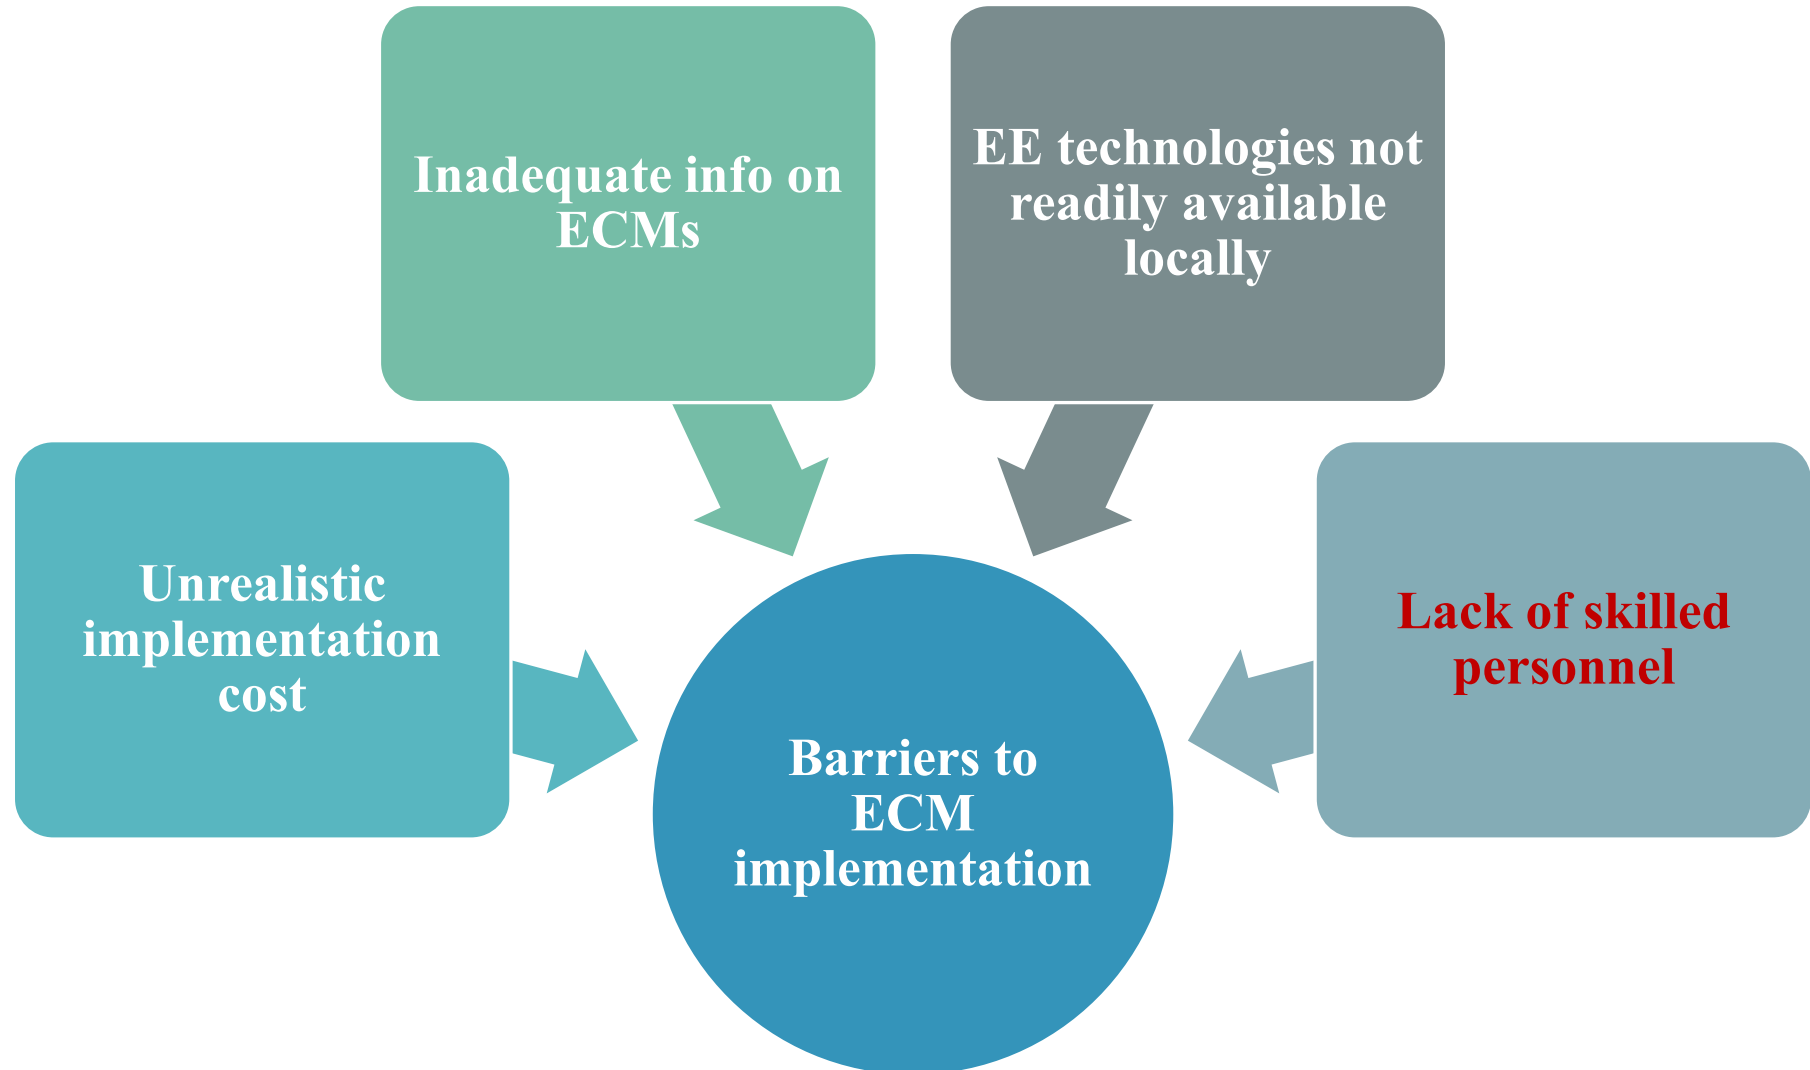 Inadequate info on
ECMs
EE technologies not
readily available
locally
Unrealistic
implementation
cost
Lack of skilled
personnel
Barriers to
ECM
implementation